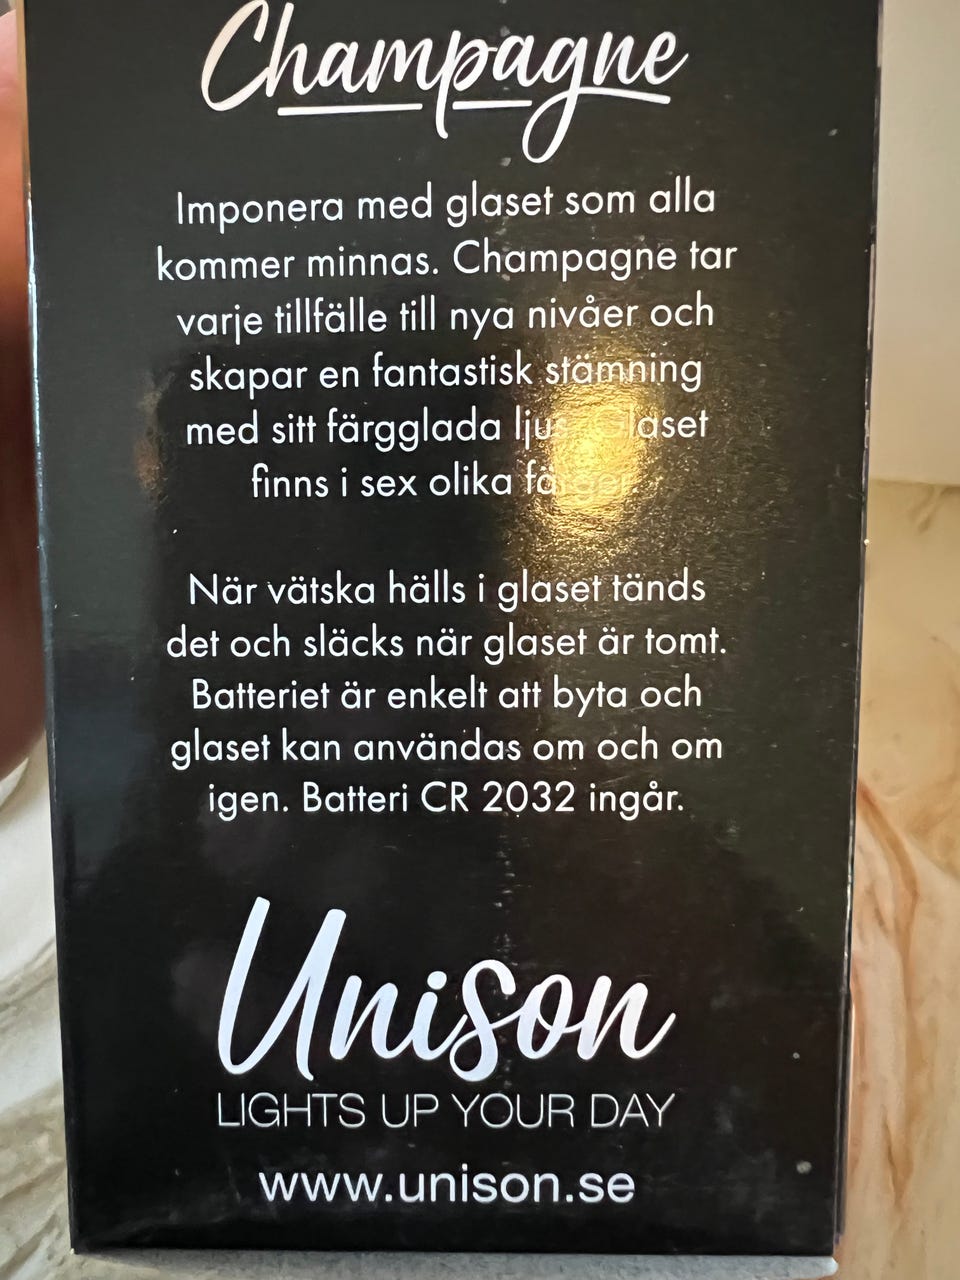 Champagne
Imponera med glaset som alla
kommer minnas. Champagne tar
varje tillfälle till nya nivåer och
skapar en fantastisk stämning
med sitt färgglada ljus. Glaset
finns i sex olika färger.
När vätska hälls i glaset tänds
det och släcks när glaset är tomt.
Batteriet är enkelt att byta och
glaset kan användas om och om
igen. Batteri CR 2032 ingår.
Unison
LIGHTS UP YOUR DAY
www.unison.se